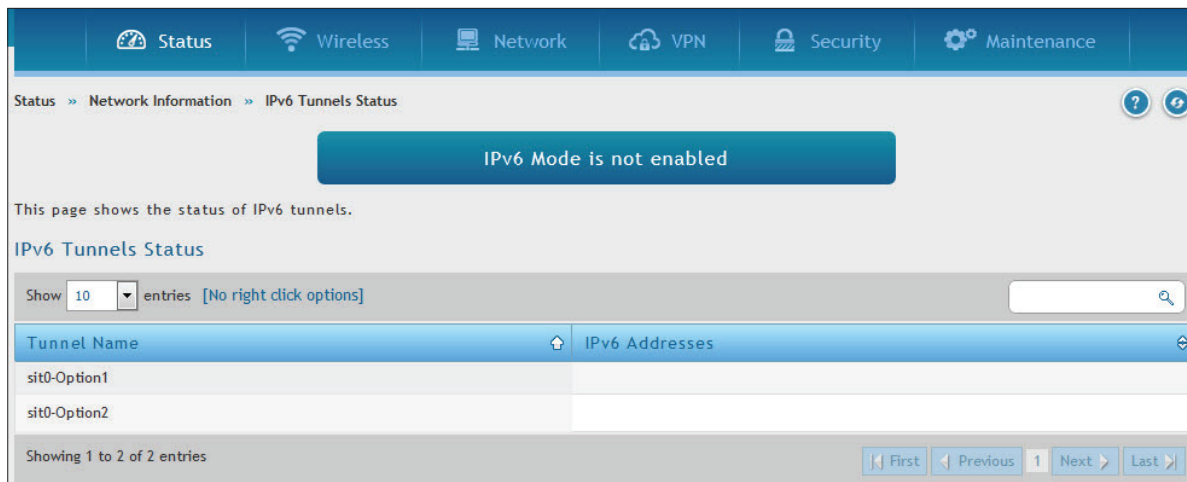 Status Wireless Network VPN Security Maintenance
Status » Network Information » IPv6 Tunnels Status
IPv6 Mode is not enabled
This page shows the status of IPv6 tunnels.
IPv6 Tunnels Status
Show 10 entries [No right click options]
Tunnel Name IPv6 Addresses
sit0-Option1
sit0-Option2
Showing 1 to 2 of 2 entries First Previous 1 Next Last